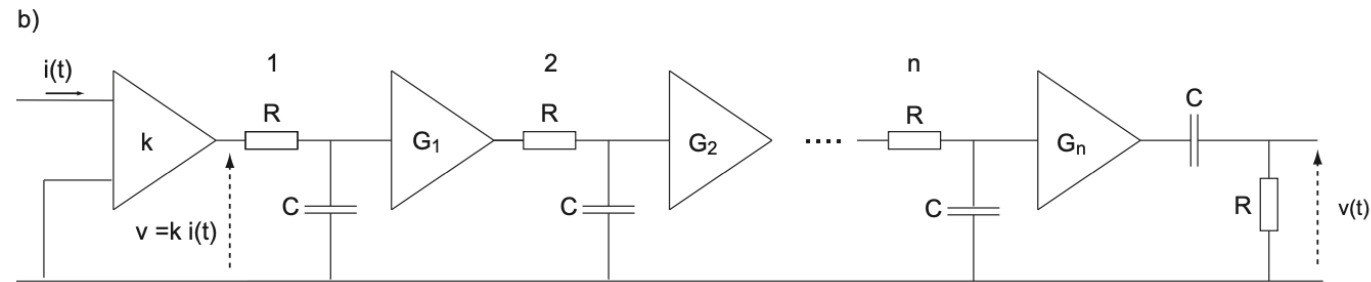 b)
1 2 n
i(t) R R R C
k G₁ G₂ .... Gₙ
C C C R v(t)
v =k i(t)